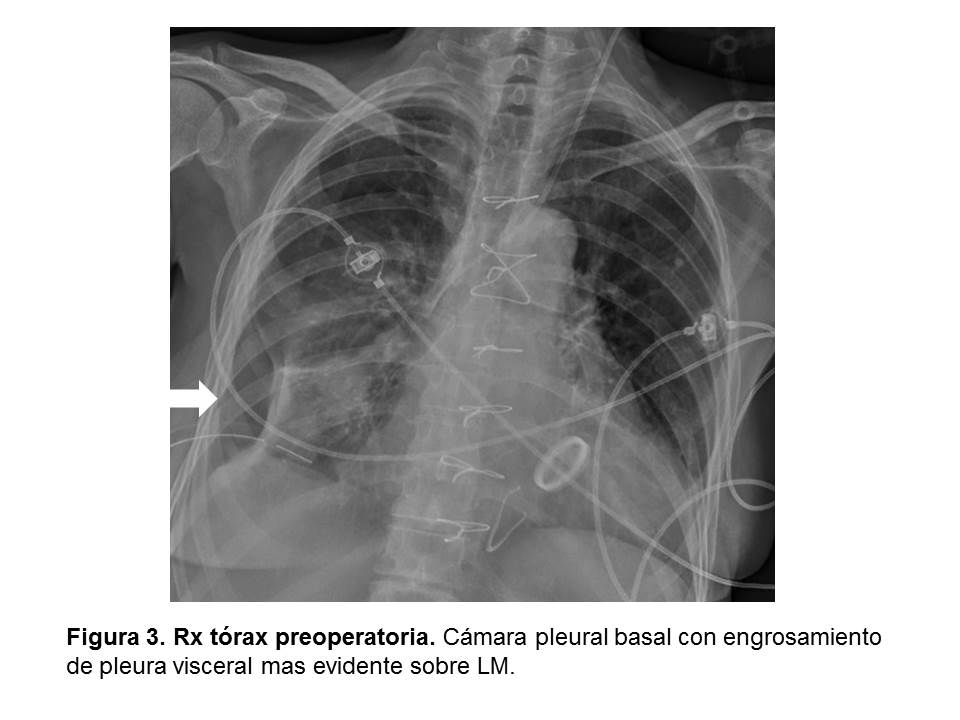 Figura 3. Rx tórax preoperatoria. Cámara pleural basal con engrosamiento
de pleura visceral mas evidente sobre LM.